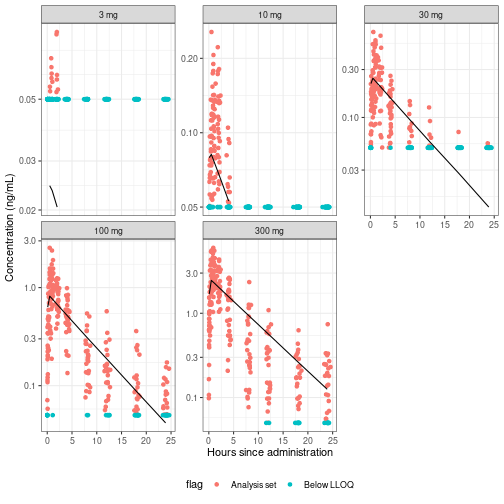 3 mg
10 mg
30 mg
0.05
0.03
0.02
0.20
0.10
0.05
0.30
0.10
0.03
0 5 10 15 20 25
Concentration (ng/mL)
100 mg
300 mg
3.0
1.0
0.3
0.1
3.0
1.0
0.3
0.1
0 5 10 15 20 25
0 5 10 15 20 25
Hours since administration
flag Analysis set Below LLOQ